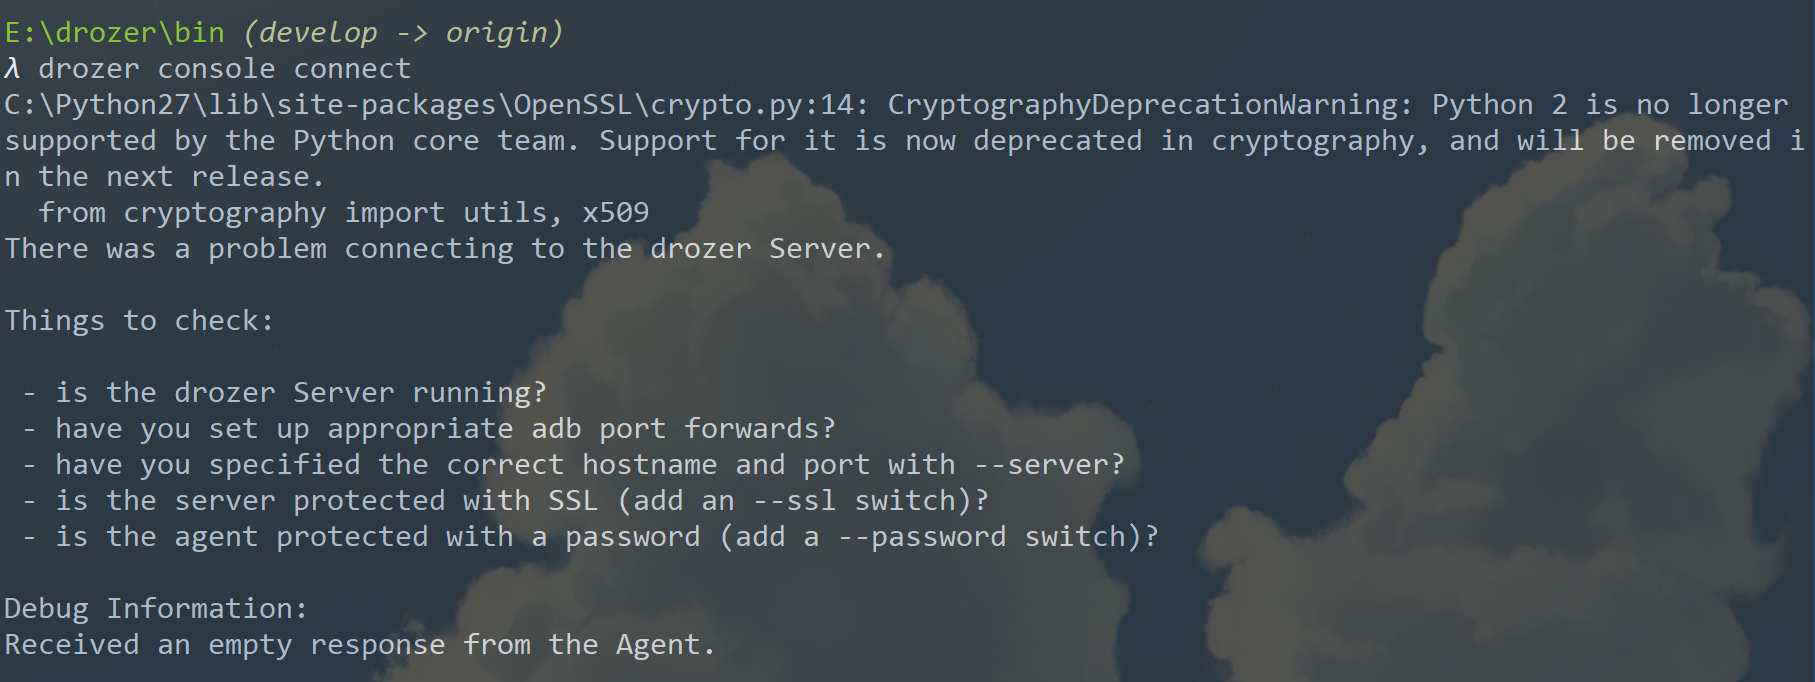 E:\drozer\bin (develop -> origin)
λ drozer console connect
C:\Python27\lib\site-packages\OpenSSL\crypto.py:14: CryptographyDeprecationWarning: Python 2 is no longer
supported by the Python core team. Support for it is now deprecated in cryptography, and will be removed i
n the next release.
  from cryptography import utils, x509
There was a problem connecting to the drozer Server.

Things to check:

 - is the drozer Server running?
 - have you set up appropriate adb port forwards?
 - have you specified the correct hostname and port with --server?
 - is the server protected with SSL (add an --ssl switch)?
 - is the agent protected with a password (add a --password switch)?

Debug Information:
Received an empty response from the Agent.